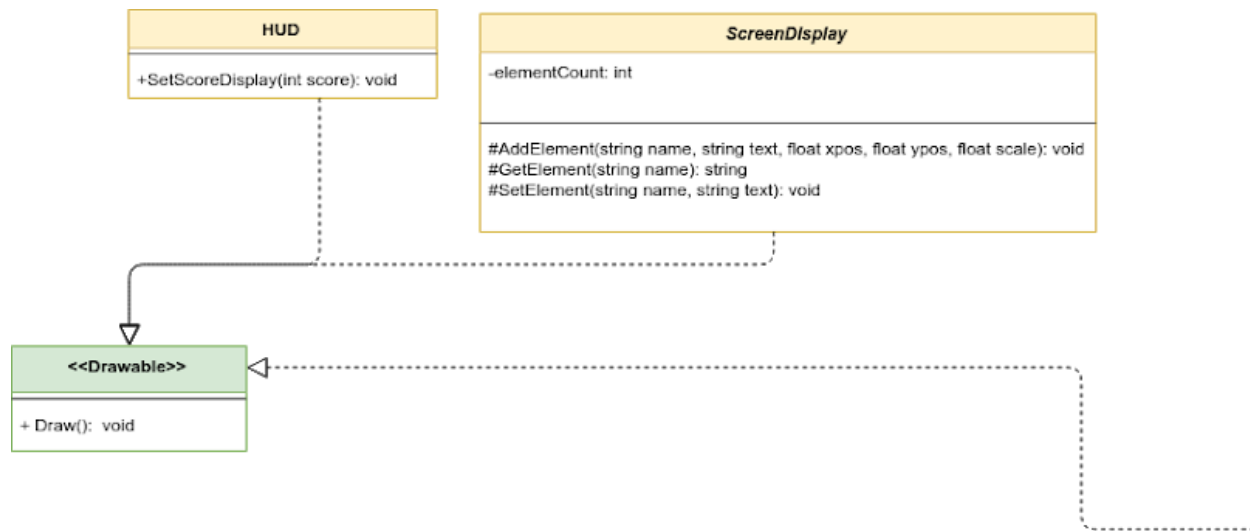 HUD
+SetScoreDisplay(int score): void
ScreenDIsplay
-elementCount: int
#AddElement(string name, string text, float xpos, float ypos, float scale): void
#GetElement(string name): string
#SetElement(string name, string text): void
<<Drawable>>
+ Draw(): void